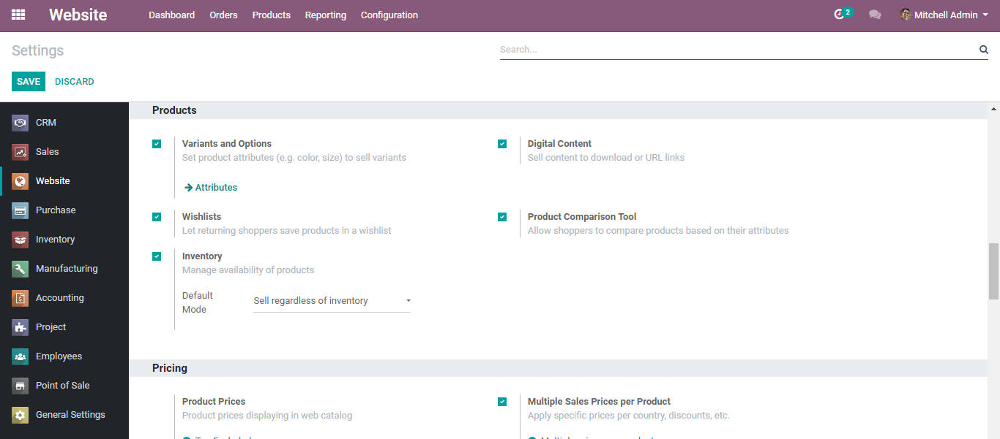 Website Dashboard Orders Products Reporting Configuration 2 Mitchell Admin
Settings Search...
SAVE DISCARD
CRM
Sales
Website
Purchase
Inventory
Manufacturing
Accounting
Project
Employees
Point of Sale
General Settings
Products
Variants and Options
Set product attributes (e.g. color, size) to sell variants
Attributes
Digital Content
Sell content to download or URL links
Wishlists
Let returning shoppers save products in a wishlist
Product Comparison Tool
Allow shoppers to compare products based on their attributes
Inventory
Manage availability of products
Default
Mode
Sell regardless of inventory
Pricing
Product Prices
Product prices displaying in web catalog
Multiple Sales Prices per Product
Apply specific prices per country, discounts, etc.